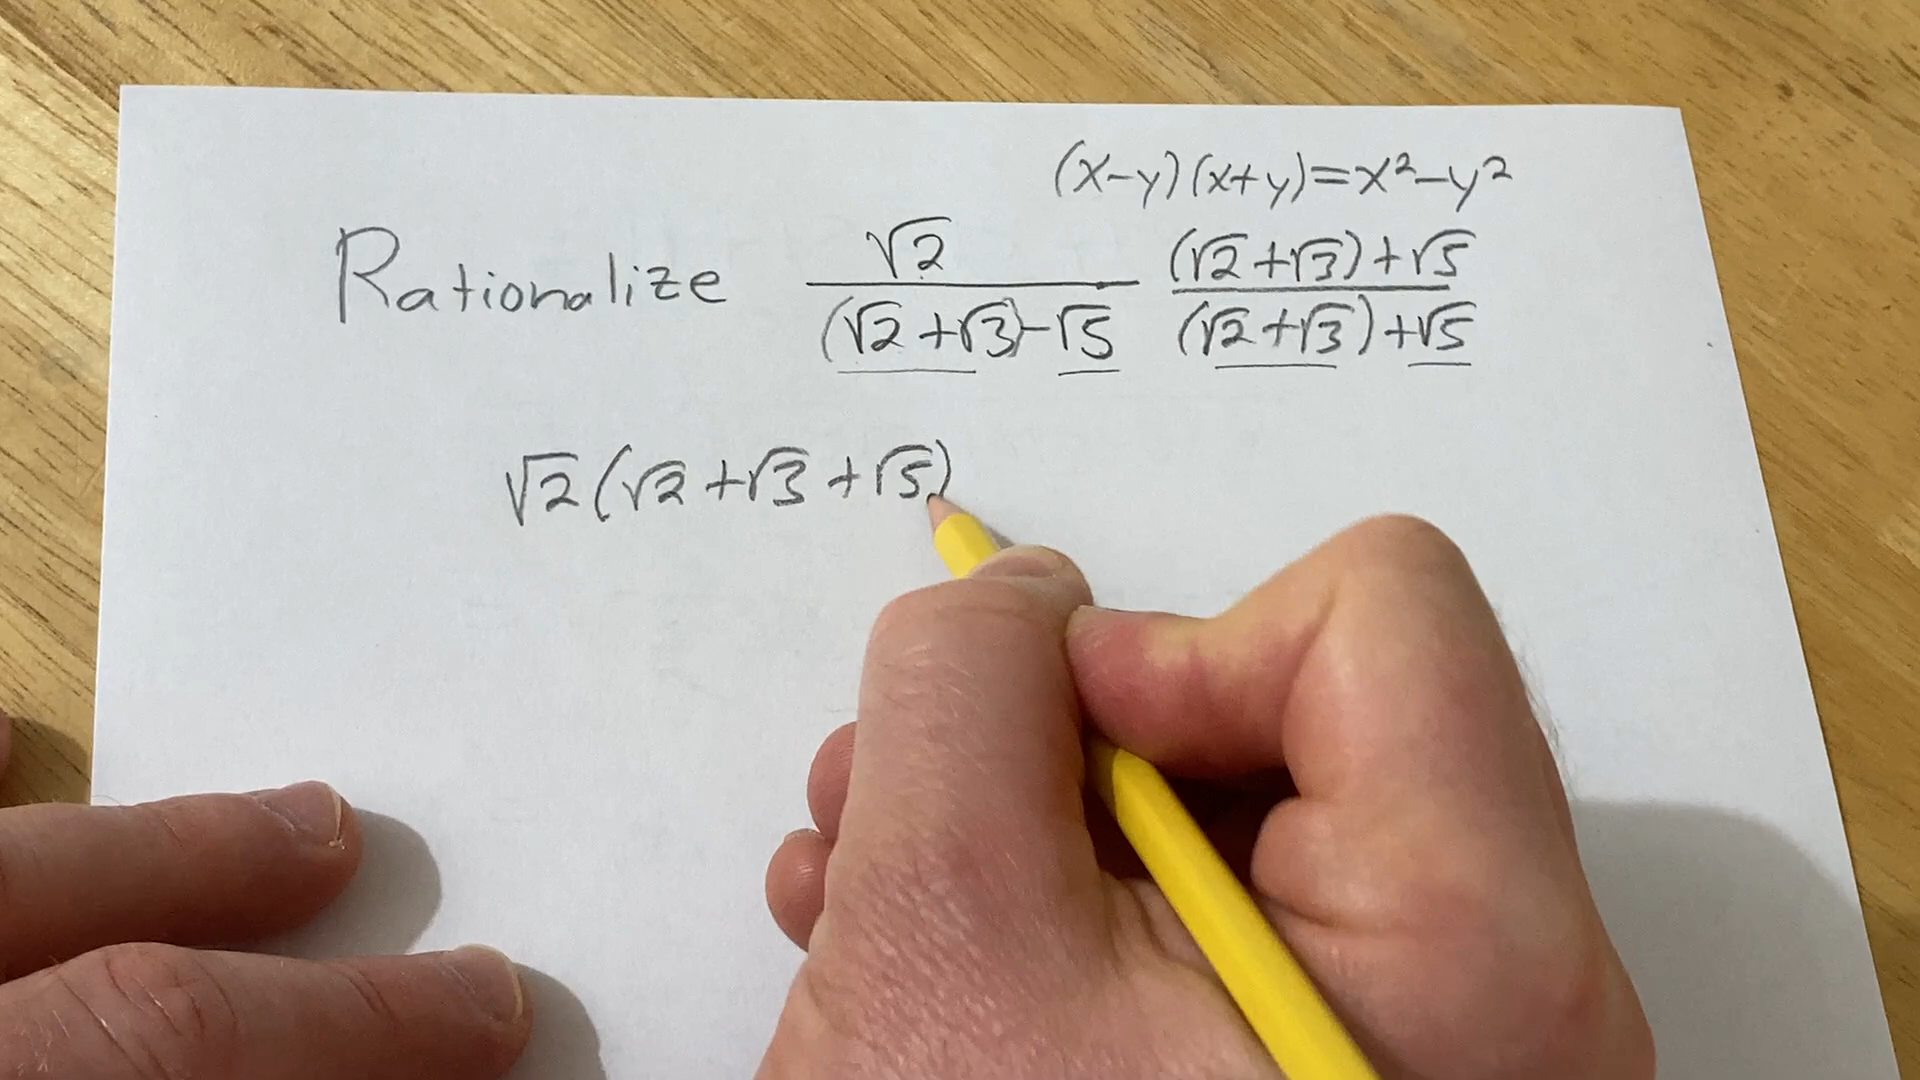 (x-y)(x+y)=x²-y²
Rationalize √2/((√2+√3)-√5) ((√2+√3)+√5)/((√2+√3)+√5)
√2(√2+√3+√5)